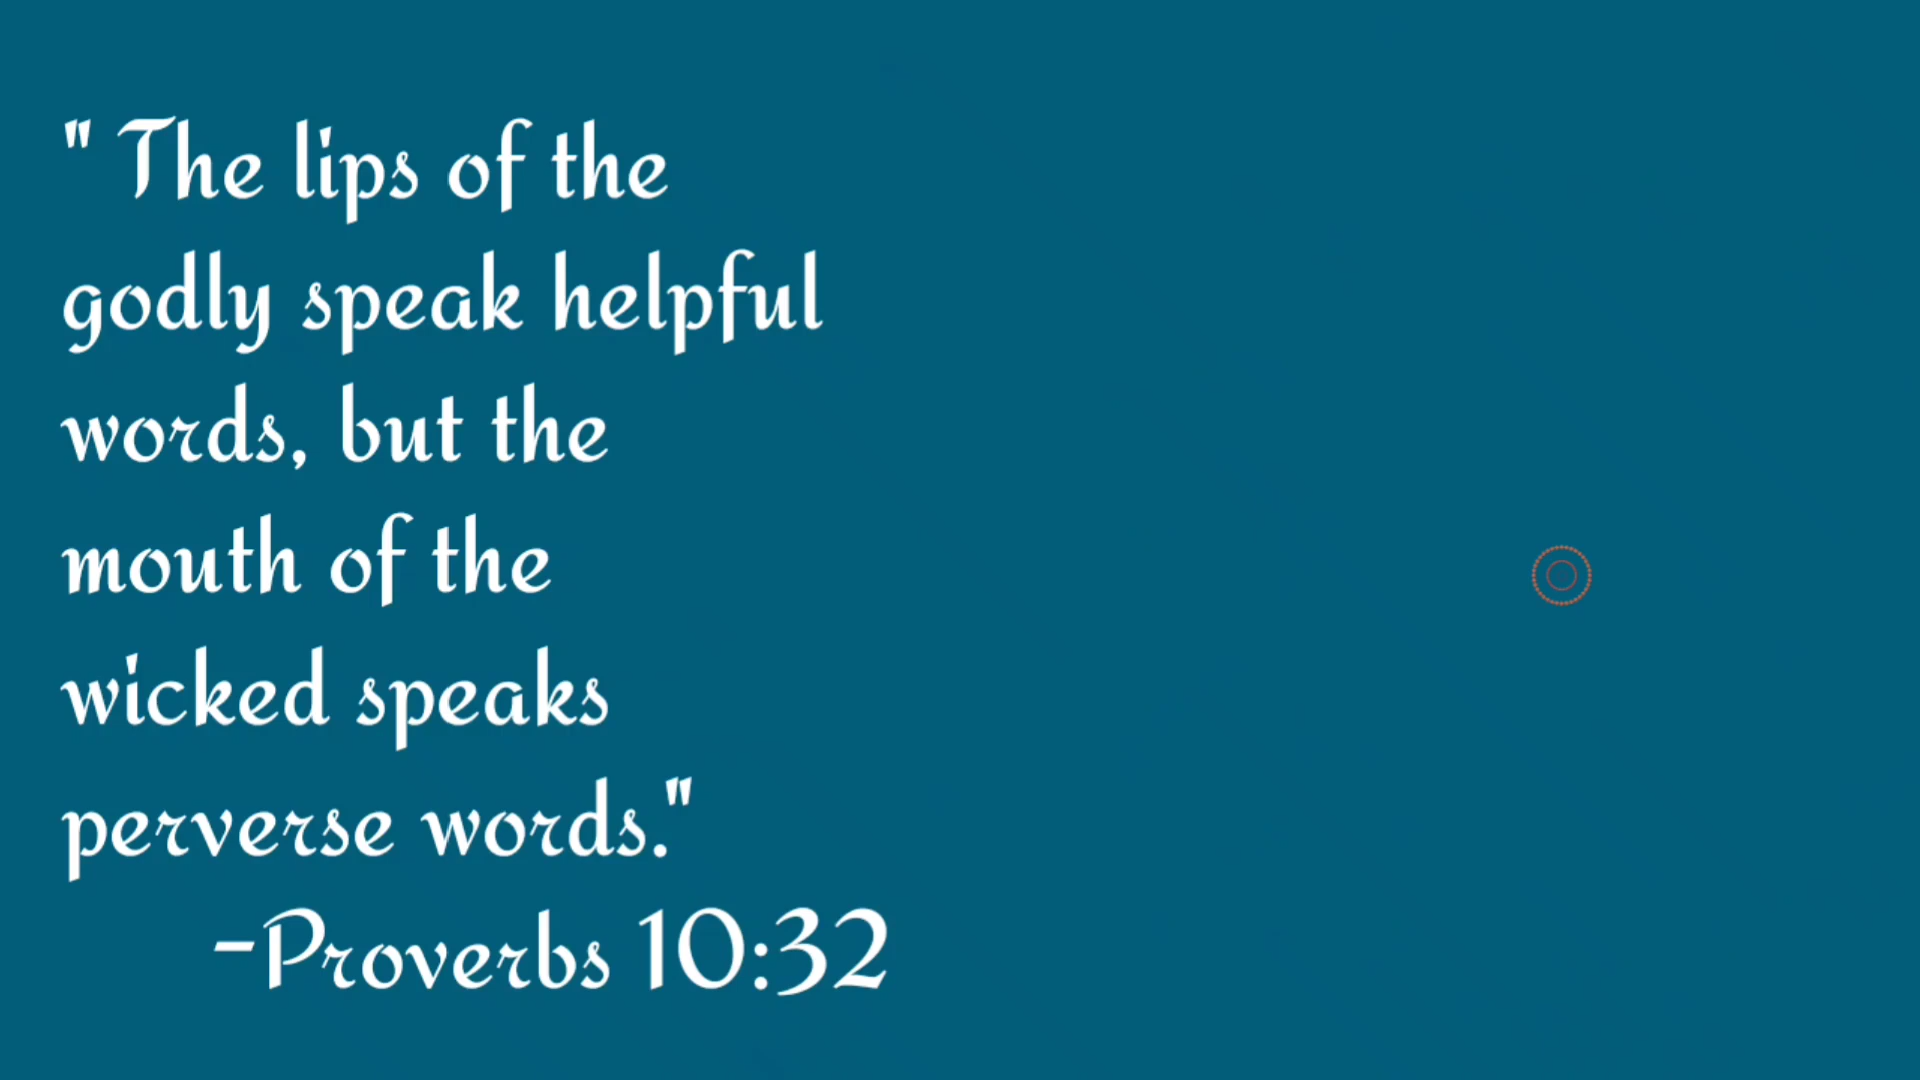 " The lips of the
godly speak helpful
words, but the
mouth of the
wicked speaks
perverse words."
-Proverbs 10:32